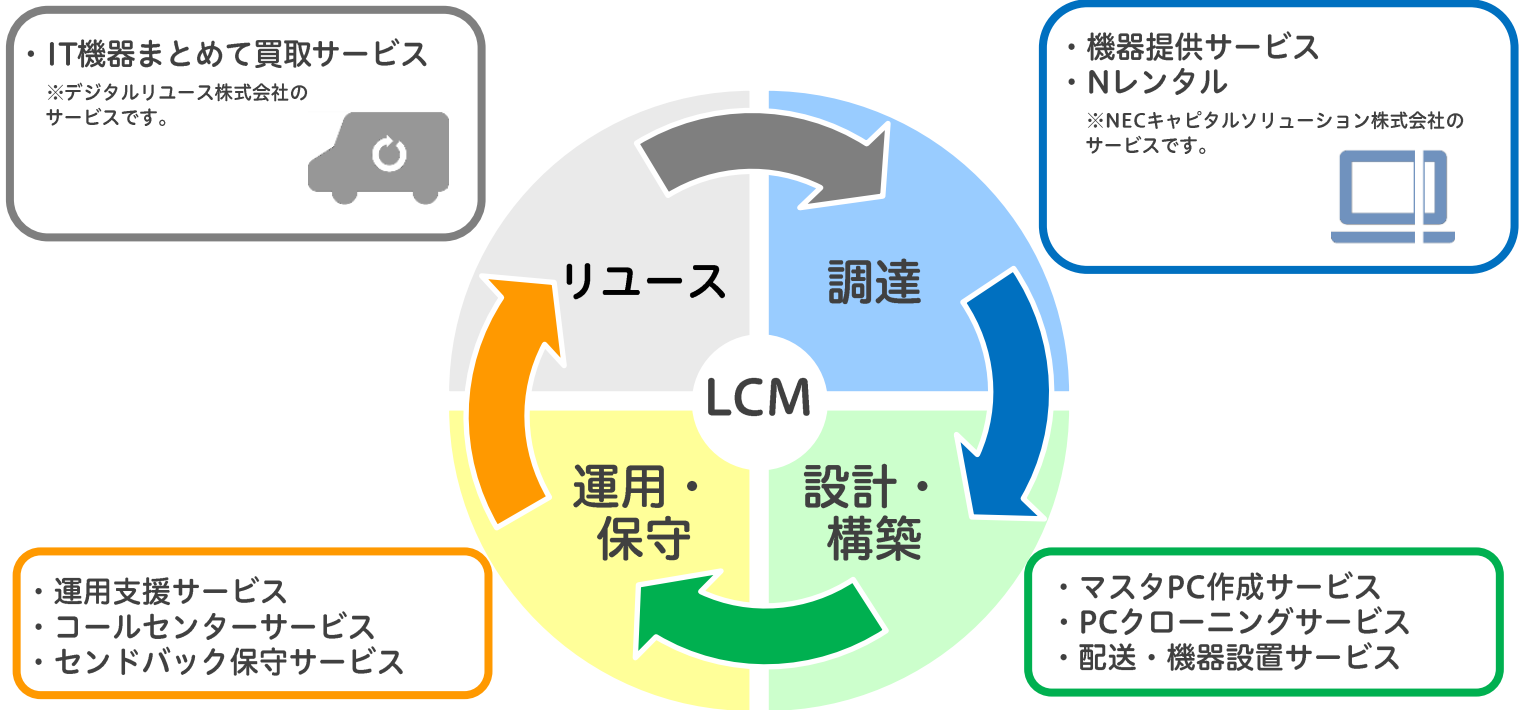 ・IT機器まとめて買取サービス
※デジタルリユース株式会社の
サービスです。
・機器提供サービス
・Nレンタル
※NECキャピタルソリューション株式会社の
サービスです。
リユース
調達
LCM
運用・
保守
設計・
構築
・運用支援サービス
・コールセンターサービス
・センドバック保守サービス
・マスタPC作成サービス
・PCクローニングサービス
・配送・機器設置サービス